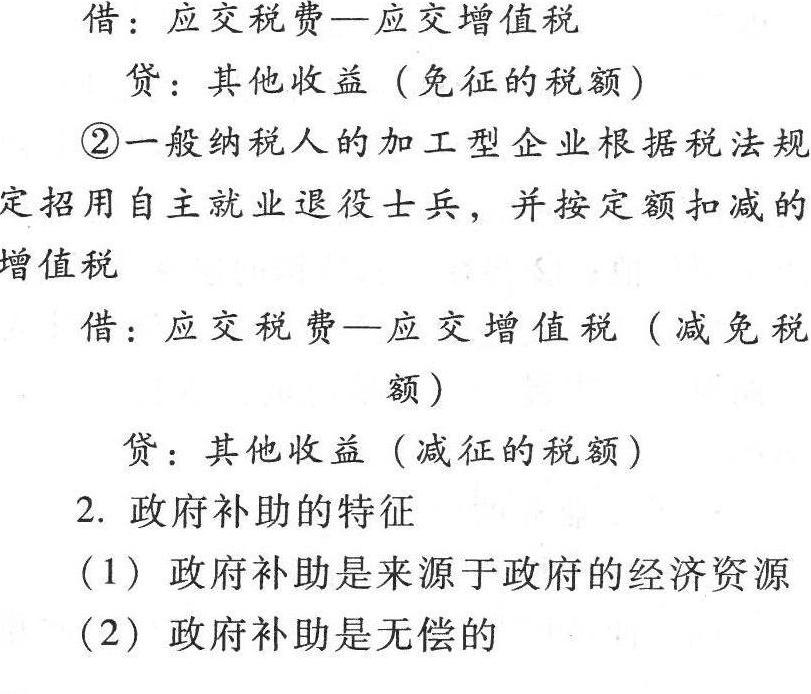 借：应交税费—应交增值税
贷：其他收益（免征的税额）
②一般纳税人的加工型企业根据税法规
定招用自主就业退役士兵，并按定额扣减的
增值税
借：应交税费—应交增值税（减免税
额）
贷：其他收益（减征的税额）
2. 政府补助的特征
（1）政府补助是来源于政府的经济资源
（2）政府补助是无偿的